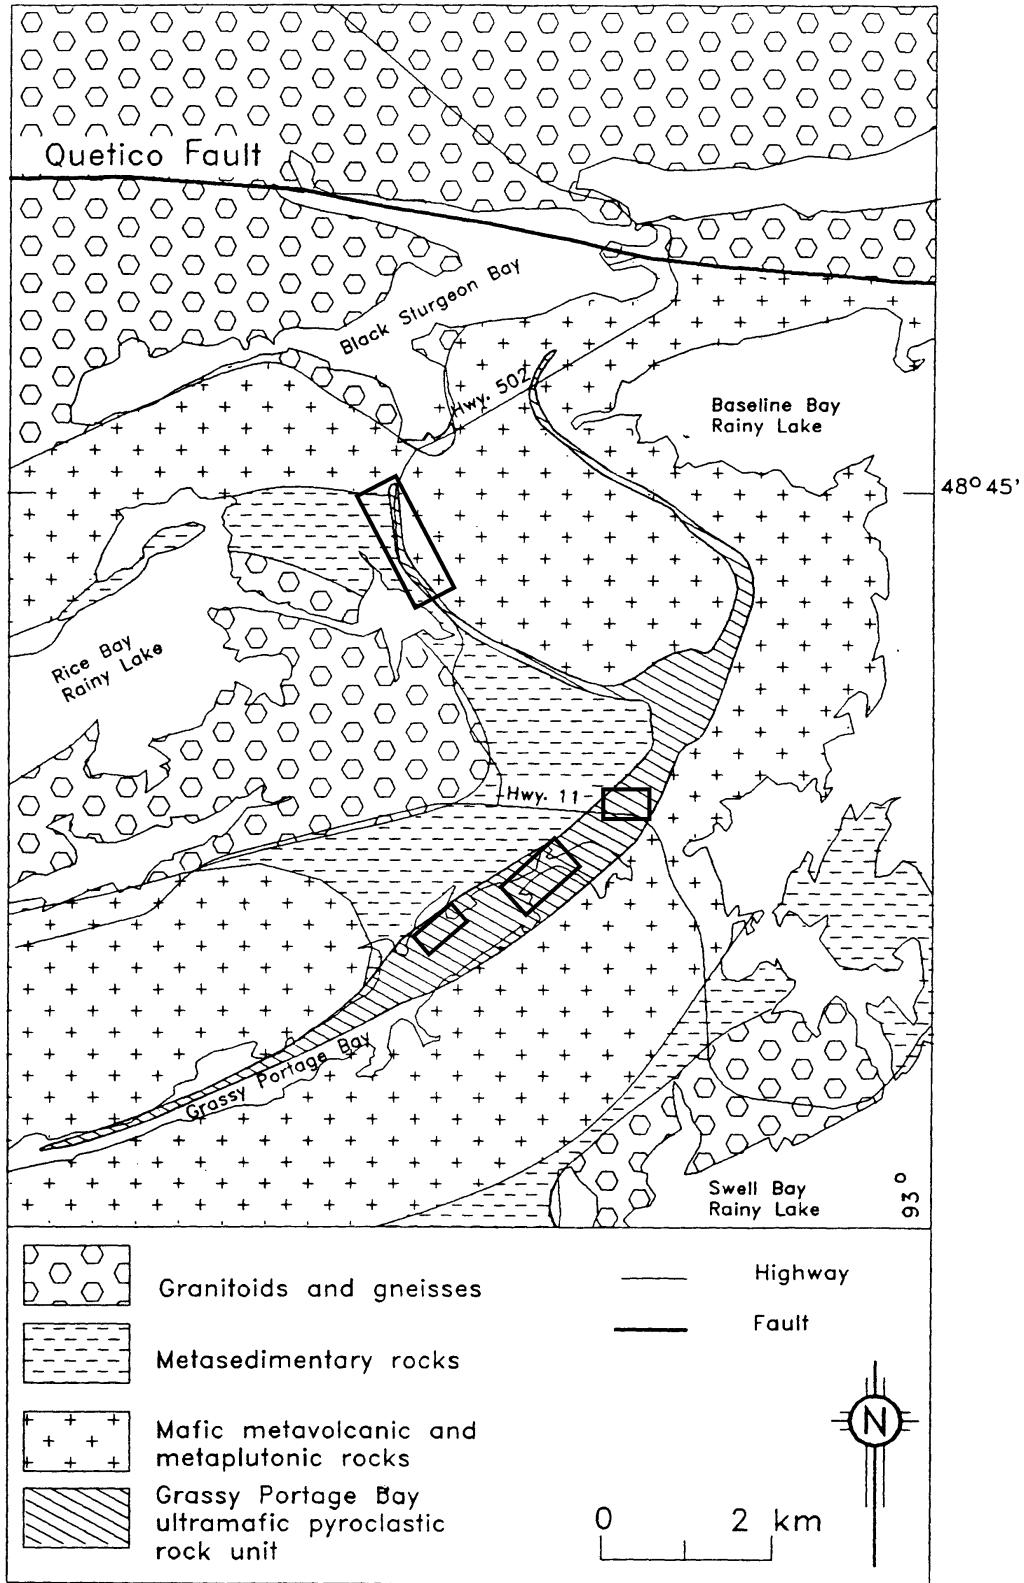 Quetico Fault
Black Sturgeon Bay
Hwy. 502
Baseline Bay
Rainy Lake
48° 45'
Rice Bay
Rainy Lake
Hwy. 11
Grassy Portage Bay
Swell Bay
Rainy Lake
93°
Granitoids and gneisses
Metasedimentary rocks
Mafic metavolcanic and
metaplutonic rocks
Grassy Portage Bay
ultramafic pyroclastic
rock unit
Highway
Fault
N
0 2 km